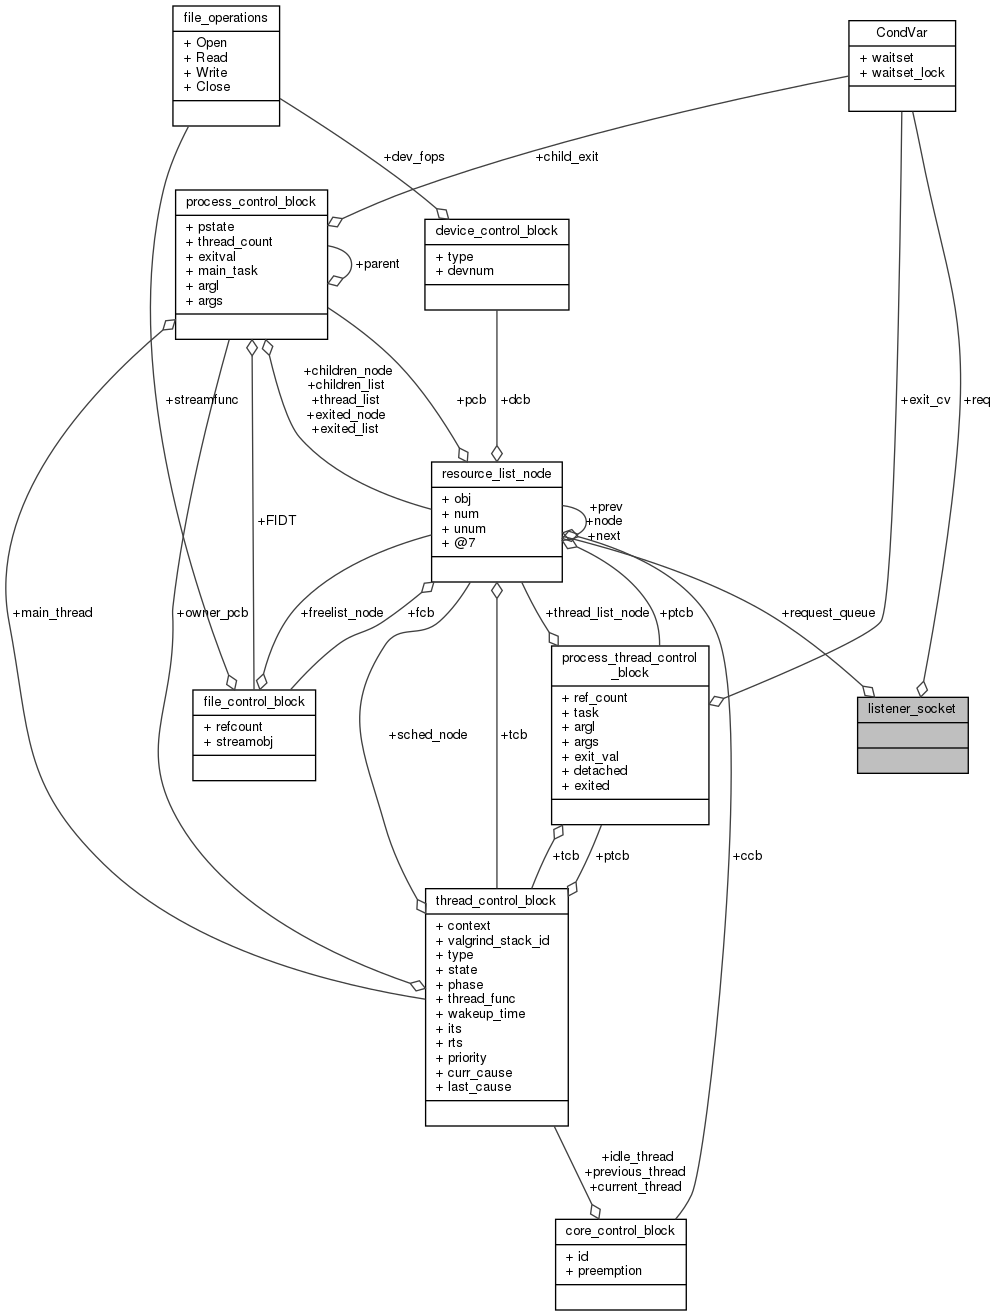 file_operations
+ Open
+ Read
+ Write
+ Close
CondVar
+ waitset
+ waitset_lock
+dev_fops
+child_exit
process_control_block
+ pstate
+ thread_count
+ exitval
+ main_task
+ argl
+ args
+parent
device_control_block
+ type
+ devnum
+streamfunc
+children_node
+children_list
+thread_list
+exited_node
+exited_list
+pcb
+dcb
+exit_cv
+req
resource_list_node
+ obj
+ num
+ unum
+ @7
+prev
+node
+next
+FIDT
+main_thread
+owner_pcb
+freelist_node
+fcb
+thread_list_node
+ptcb
+request_queue
process_thread_control
_block
+ ref_count
+ task
+ argl
+ args
+ exit_val
+ detached
+ exited
file_control_block
+ refcount
+ streamobj
listener_socket
+sched_node
+tcb
+tcb
+ptcb
+ccb
thread_control_block
+ context
+ valgrind_stack_id
+ type
+ state
+ phase
+ thread_func
+ wakeup_time
+ its
+ rts
+ priority
+ curr_cause
+ last_cause
+idle_thread
+previous_thread
+current_thread
core_control_block
+ id
+ preemption